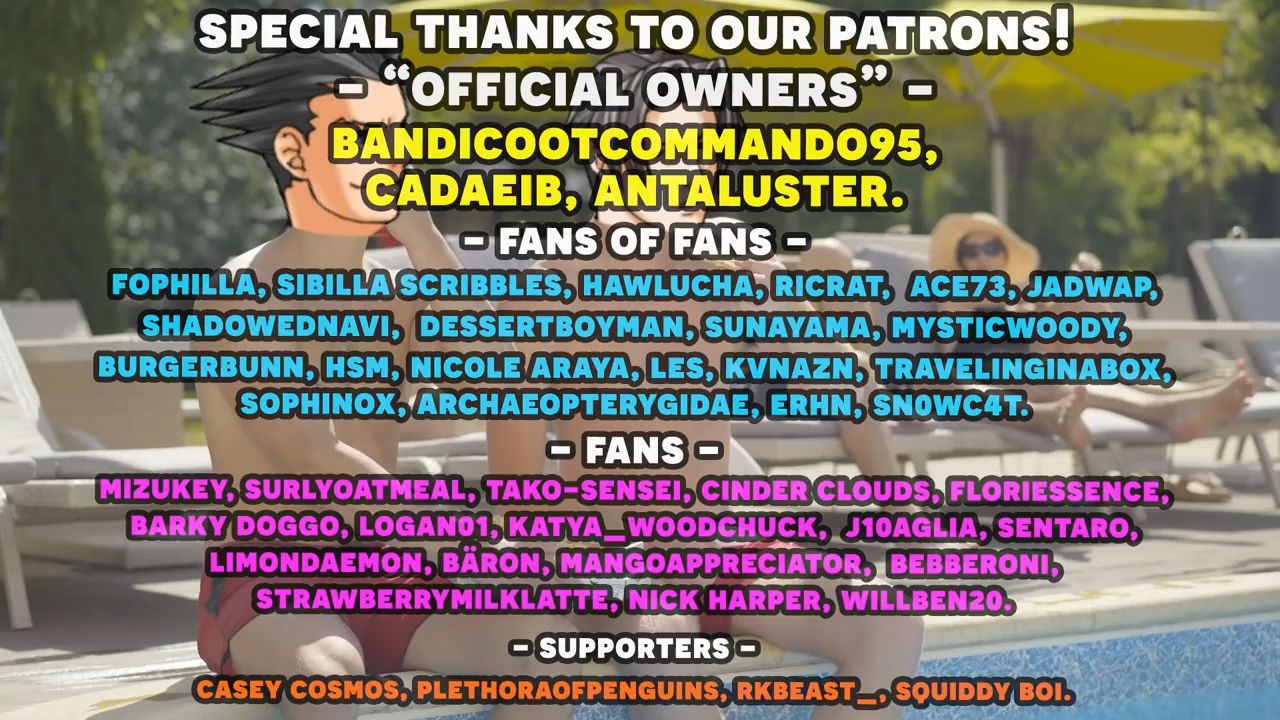 SPECIAL THANKS TO OUR PATRONS!
– “OFFICIAL OWNERS” –
BANDICOOTCOMMANDO95,
CADAEIB, ANTALUSTER.
– FANS OF FANS –
FOPHILLA, SIBILLA SCRIBBLES, HAWLUCHA, RICRAT, ACE73, JADWAP,
SHADOWEDNAVI, DESSERTBOYMAN, SUNAYAMA, MYSTICWOODY,
BURGERBUNN, HSM, NICOLE ARAYA, LES, KVNAZN, TRAVELINGINABOX,
SOPHINOX, ARCHAEOPTERYGIDAE, ERHN, SN0WC4T.
– FANS –
MIZUKEY, SURLYOATMEAL, TAKO-SENSEI, CINDER CLOUDS, FLORIESSENCE,
BARKY DOGGO, LOGAN01, KATYA_WOODCHUCK, J10AGLIA, SENTARO,
LIMONDAEMON, BÄRON, MANGOAPPRECIATOR, BEBBERONI,
STRAWBERRYMILKLATTE, NICK HARPER, WILLBEN20.
– SUPPORTERS –
CASEY COSMOS, PLETHORAOFPENGUINS, RKBEAST_, SQUIDDY BOI.